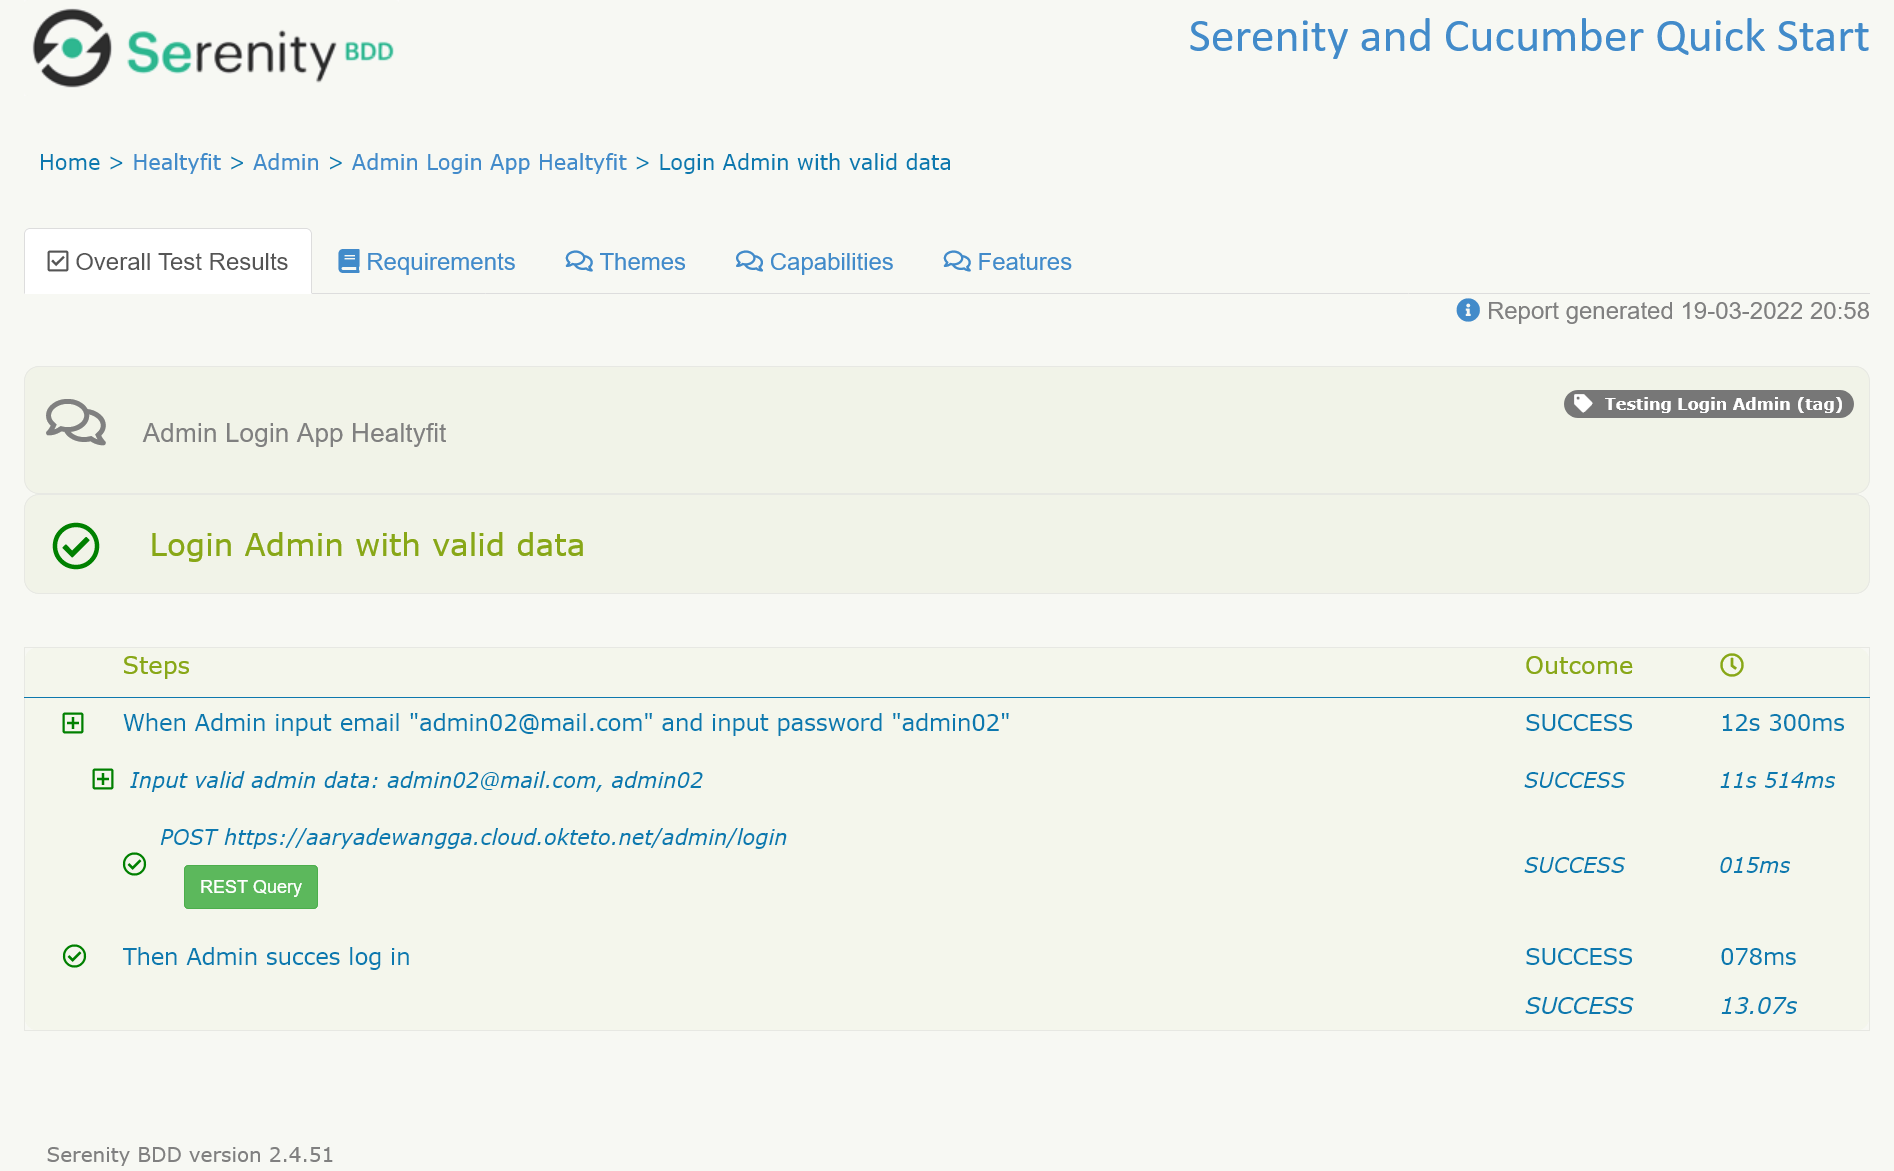 Serenity BDD
Serenity and Cucumber Quick Start
Home > Healtyfit > Admin > Admin Login App Healtyfit > Login Admin with valid data
Overall Test Results Requirements Themes Capabilities Features
Report generated 19-03-2022 20:58
Testing Login Admin (tag)
Admin Login App Healtyfit
Login Admin with valid data
Steps Outcome
When Admin input email "admin02@mail.com" and input password "admin02" SUCCESS 12s 300ms
Input valid admin data: admin02@mail.com, admin02 SUCCESS 11s 514ms
POST https://aaryadewangga.cloud.okteto.net/admin/login
SUCCESS 015ms
REST Query
Then Admin succes log in SUCCESS 078ms
SUCCESS 13.07s
Serenity BDD version 2.4.51